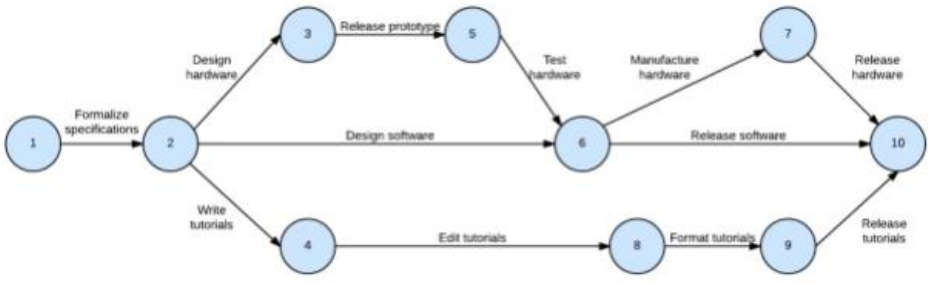 3
Release prototype
5
7
Design
hardware
Test
hardware
Manufacture
hardware
Release
hardware
Formalize
specifications
1
2
Design software
6
Release software
10
Write
tutorials
4
Edit tutorials
8
Format tutorials
9
Release
tutorials